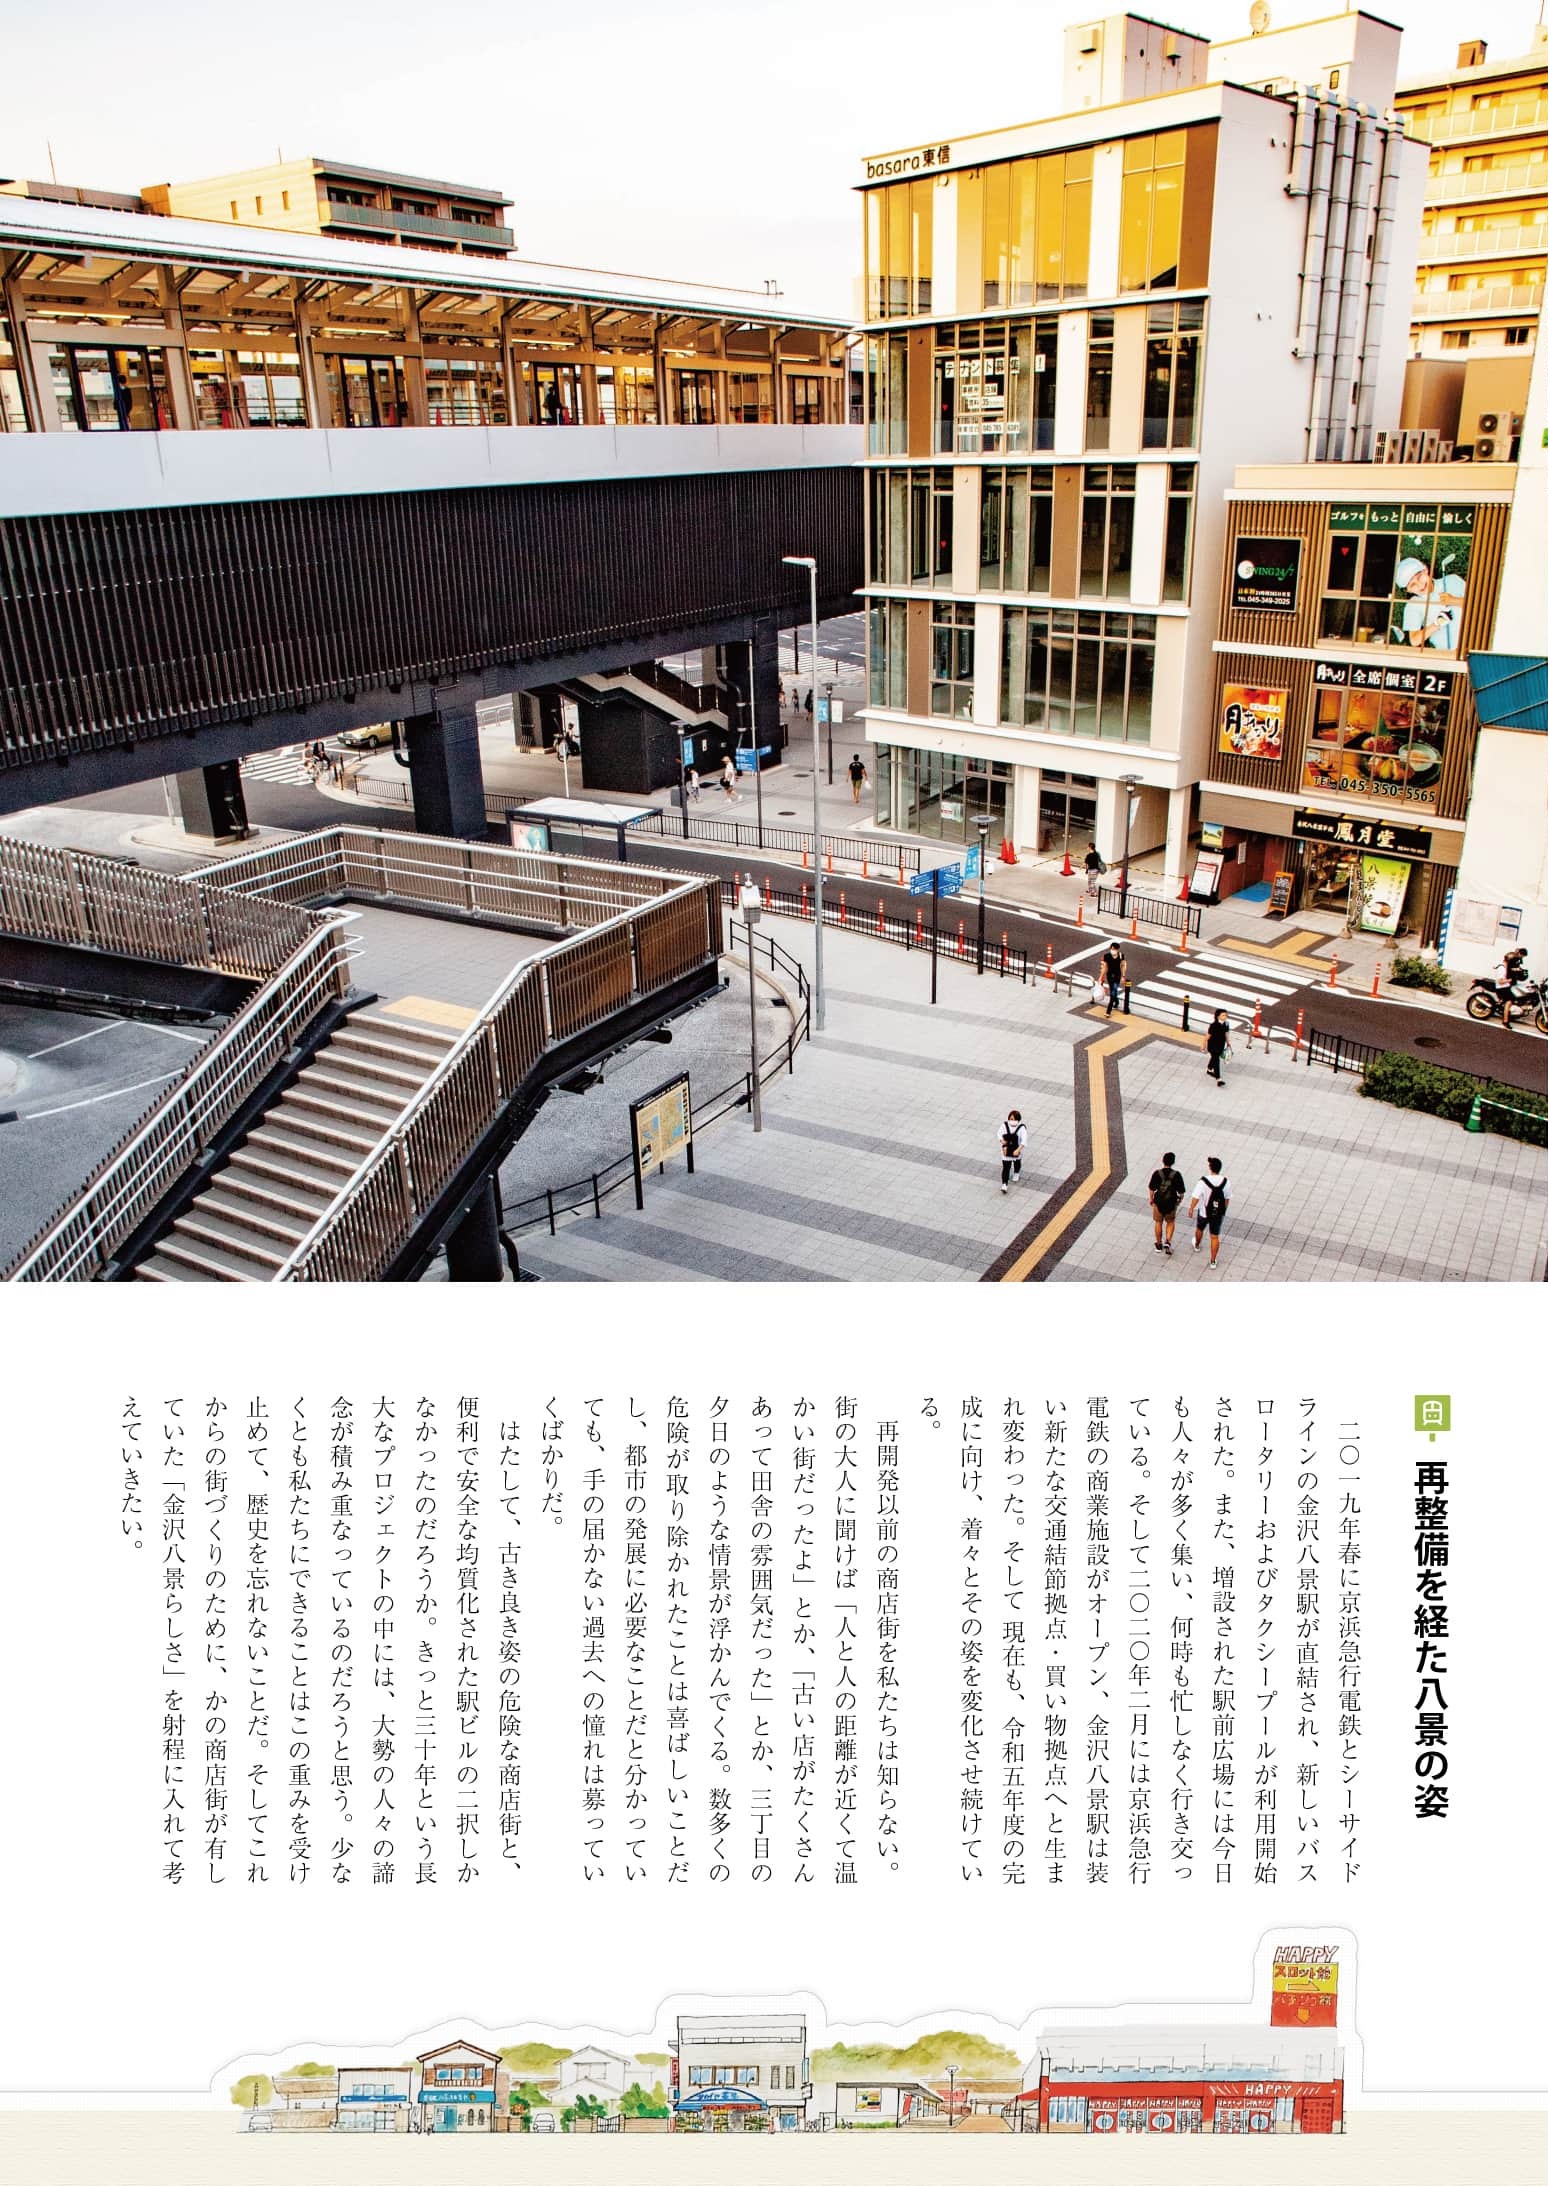 basara東信
テナント募集
ゴルフをもっと自由に愉しく
SWING24/7
TEL 045-349-2025
月あかり 全席個室 2F
月あかり
TEL.045-350-5565
鳳月堂
再整備を経た八景の姿
二〇一九年春に京浜急行電鉄とシーサイド
ラインの金沢八景駅が直結され、新しいバス
ロータリーおよびタクシープールが利用開始
された。また、増設された駅前広場には今日
も人々が多く集い、何時も忙しなく行き交っ
ている。そして二〇二〇年二月には京浜急行
電鉄の商業施設がオープン、金沢八景駅は装
い新たな交通結節拠点・買い物拠点へと生ま
れ変わった。そして現在も、令和五年度の完
成に向け、着々とその姿を変化させ続けてい
る。
再開発以前の商店街を私たちは知らない。
街の大人に聞けば「人と人の距離が近くて温
かい街だったよ」とか、「古い店がたくさん
あって田舎の雰囲気だった」とか、三丁目の
夕日のような情景が浮かんでくる。数多くの
危険が取り除かれたことは喜ばしいことだ
し、都市の発展に必要なことだと分かってい
ても、手の届かない過去への憧れは募ってい
くばかりだ。
はたして、古き良き姿の危険な商店街と、
便利で安全な均質化された駅ビルの二択しか
なかったのだろうか。きっと三十年という長
大なプロジェクトの中には、大勢の人々の諦
念が積み重なっているのだろうと思う。少な
くとも私たちにできることはこの重みを受け
止めて、歴史を忘れないことだ。そしてこれ
からの街づくりのために、かの商店街が有し
ていた「金沢八景らしさ」を射程に入れて考
えていきたい。
HAPPY
スロット館
パチンコ館
HAPPY
HAPPY HAPPY HAPPY HAPPY